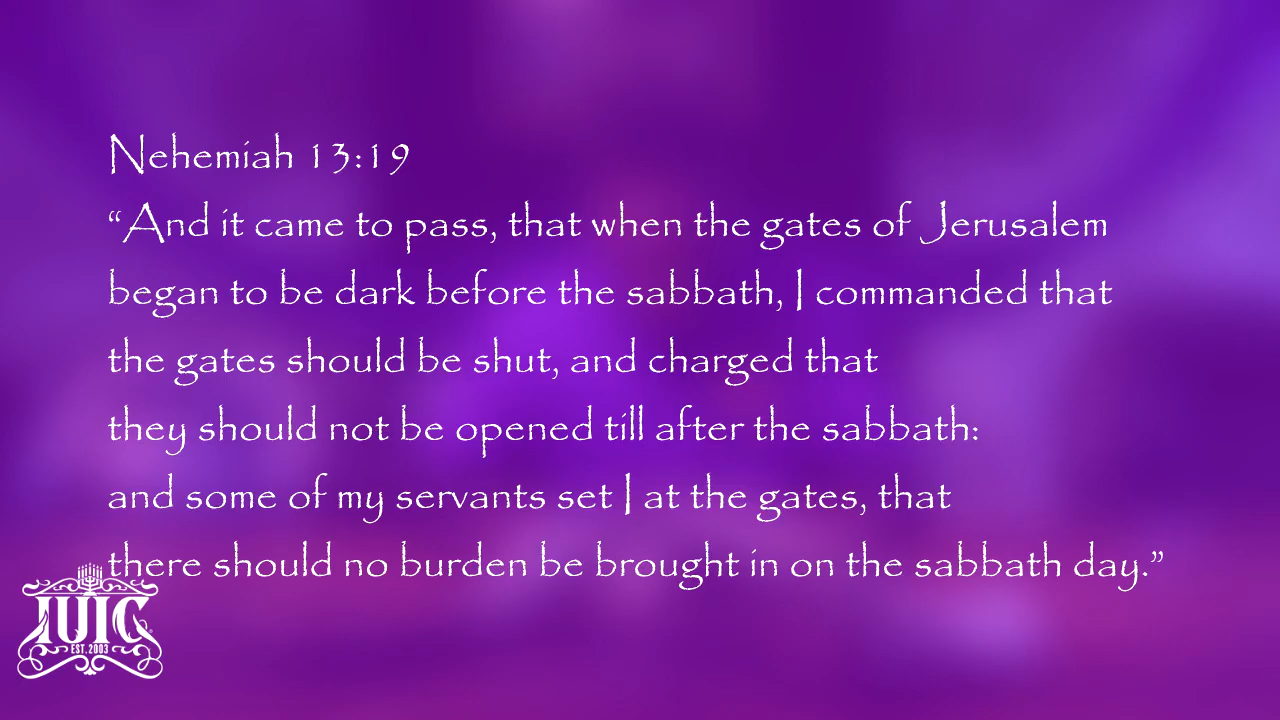 Nehemiah 13:19
“And it came to pass, that when the gates of Jerusalem
began to be dark before the sabbath, I commanded that
the gates should be shut, and charged that
they should not be opened till after the sabbath:
and some of my servants set I at the gates, that
there should no burden be brought in on the sabbath day.”
IUIC
EST. 2003